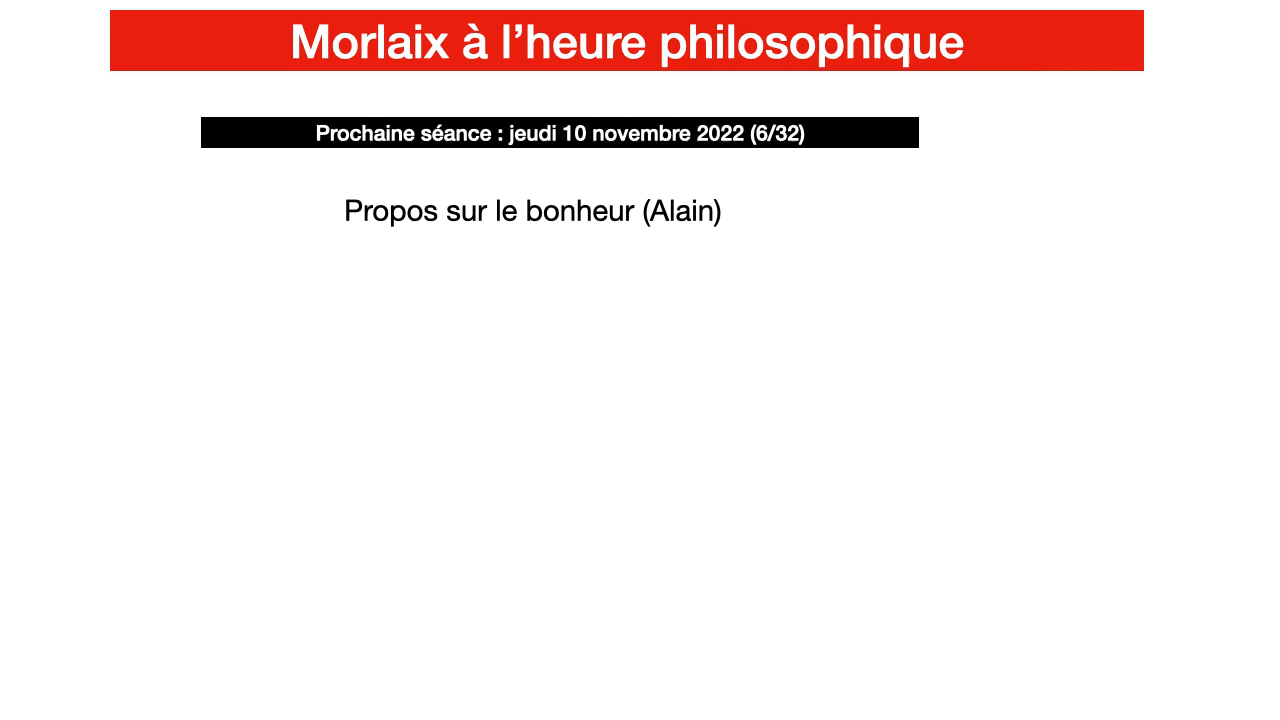 Morlaix à l’heure philosophique
Prochaine séance : jeudi 10 novembre 2022 (6/32)
Propos sur le bonheur (Alain)